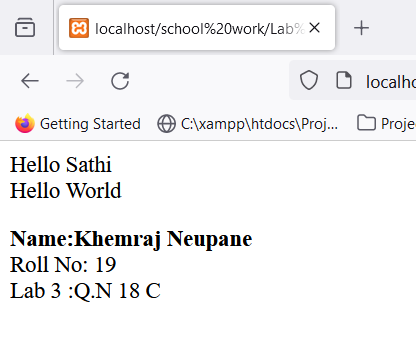 localhost/school%20work/Lab%
localho
Getting Started
C:\xampp\htdocs\Proj...
Proje
Hello Sathi
Hello World
Name:Khemraj Neupane
Roll No: 19
Lab 3 :Q.N 18 C